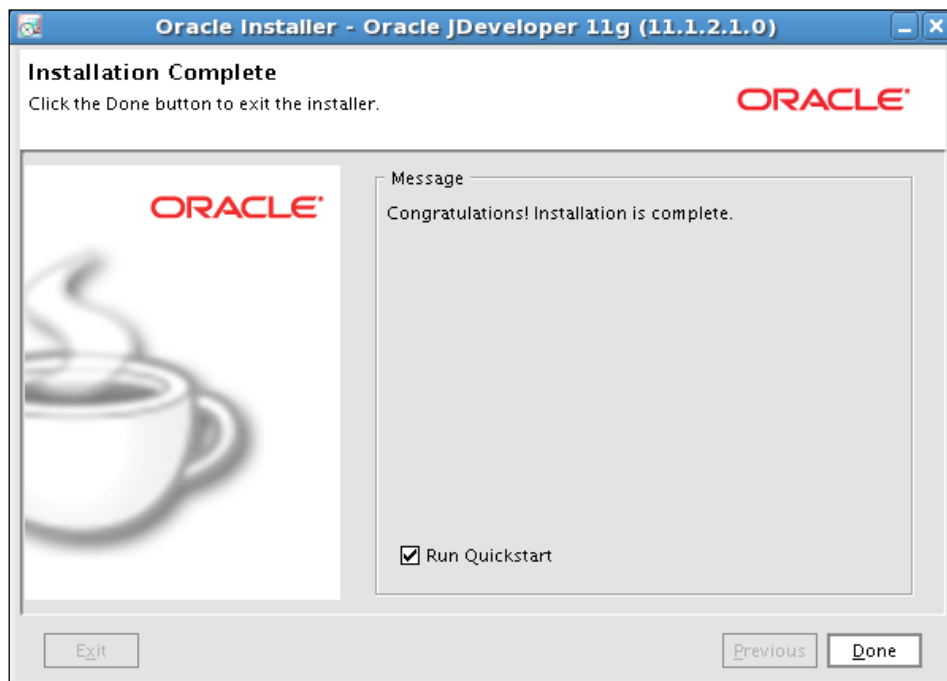 Oracle Installer - Oracle JDeveloper 11g (11.1.2.1.0)
Installation Complete
Click the Done button to exit the installer.
ORACLE
ORACLE
Message
Congratulations! Installation is complete.
Run Quickstart
Exit
Previous
Done